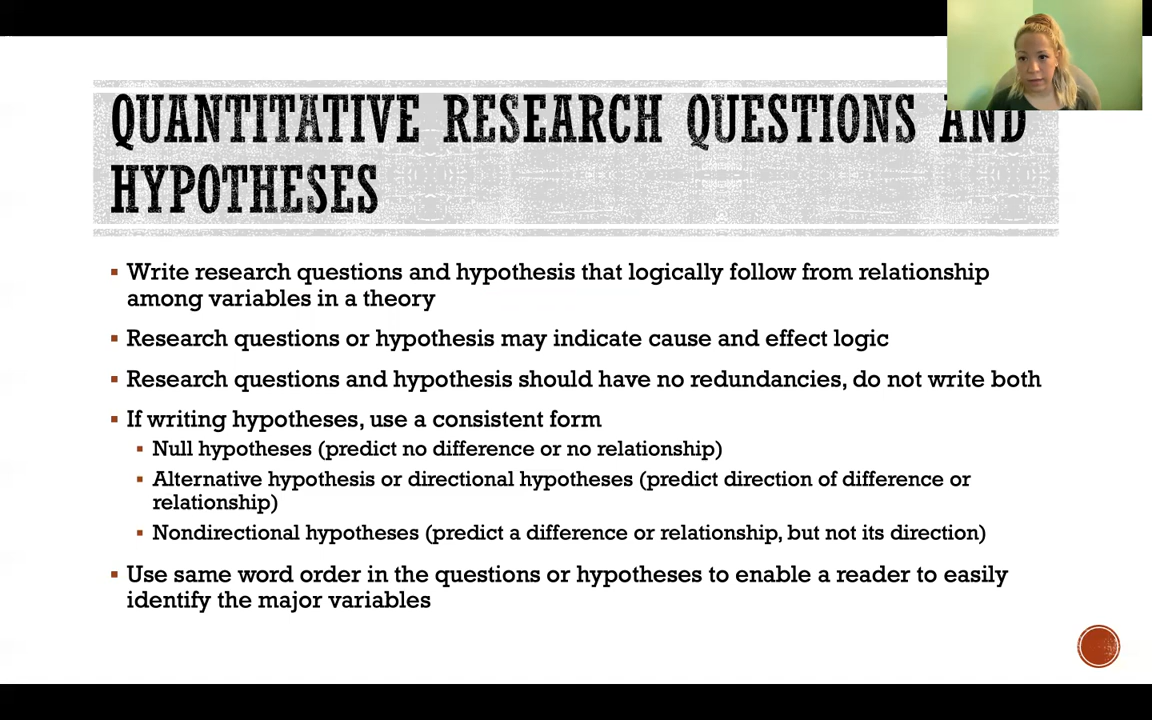 QUANTITATIVE RESEARCH QUESTIONS AND
HYPOTHESES
Write research questions and hypothesis that logically follow from relationship
among variables in a theory
Research questions or hypothesis may indicate cause and effect logic
Research questions and hypothesis should have no redundancies, do not write both
If writing hypotheses, use a consistent form
Null hypotheses (predict no difference or no relationship)
Alternative hypothesis or directional hypotheses (predict direction of difference or
relationship)
Nondirectional hypotheses (predict a difference or relationship, but not its direction)
Use same word order in the questions or hypotheses to enable a reader to easily
identify the major variables